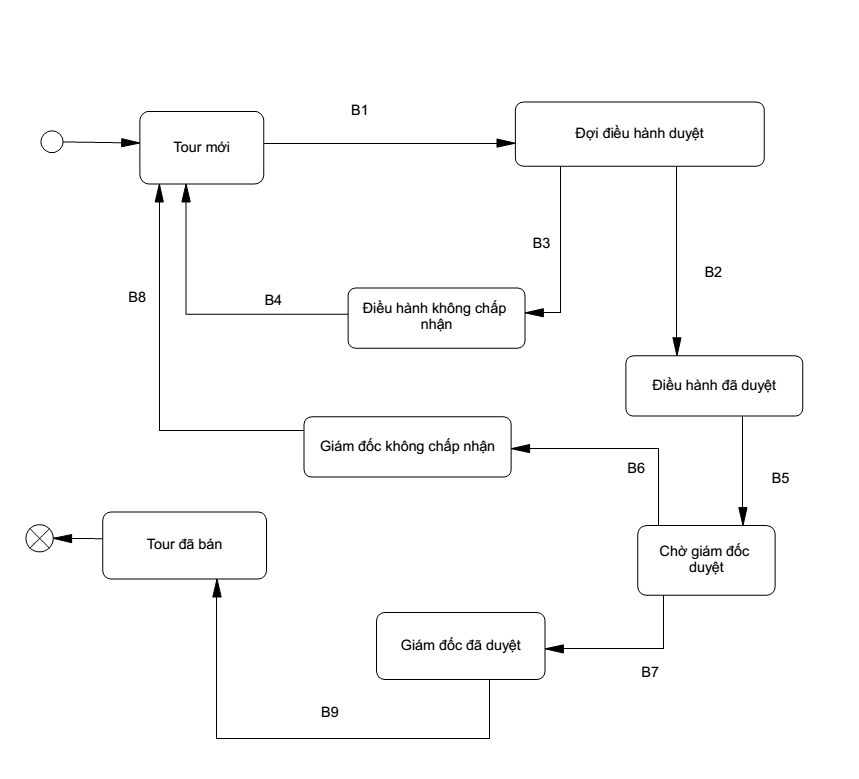 B1
Tour mới
Đợi điều hành duyệt
B3
B2
B8
B4
Điều hành không chấp
nhận
Điều hành đã duyệt
Giám đốc không chấp nhận
B6
B5
Tour đã bán
Chờ giám đốc
duyệt
Giám đốc đã duyệt
B7
B9